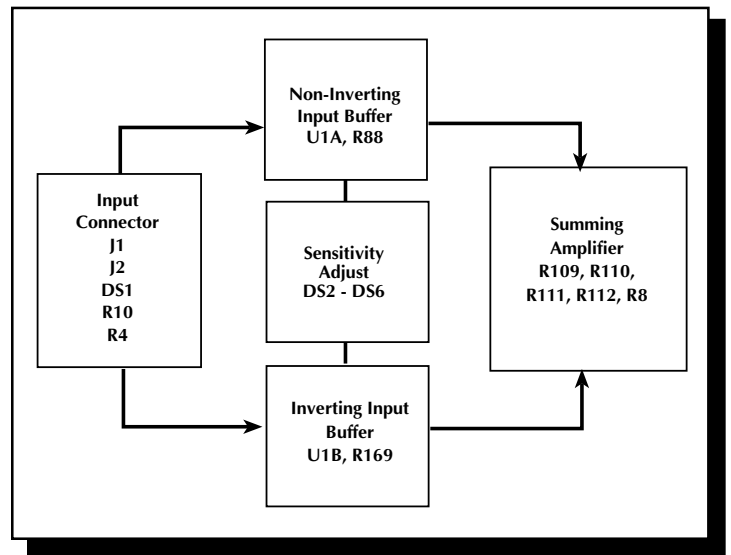 Non-Inverting
Input Buffer
U1A, R88
Input
Connector
J1
J2
DS1
R10
R4
Sensitivity
Adjust
DS2 - DS6
Summing
Amplifier
R109, R110,
R111, R112, R8
Inverting Input
Buffer
U1B, R169